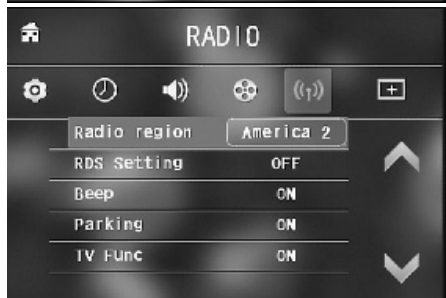 RADIO
Radio region America 2
RDS Setting OFF
Beep ON
Parking ON
TV Func ON